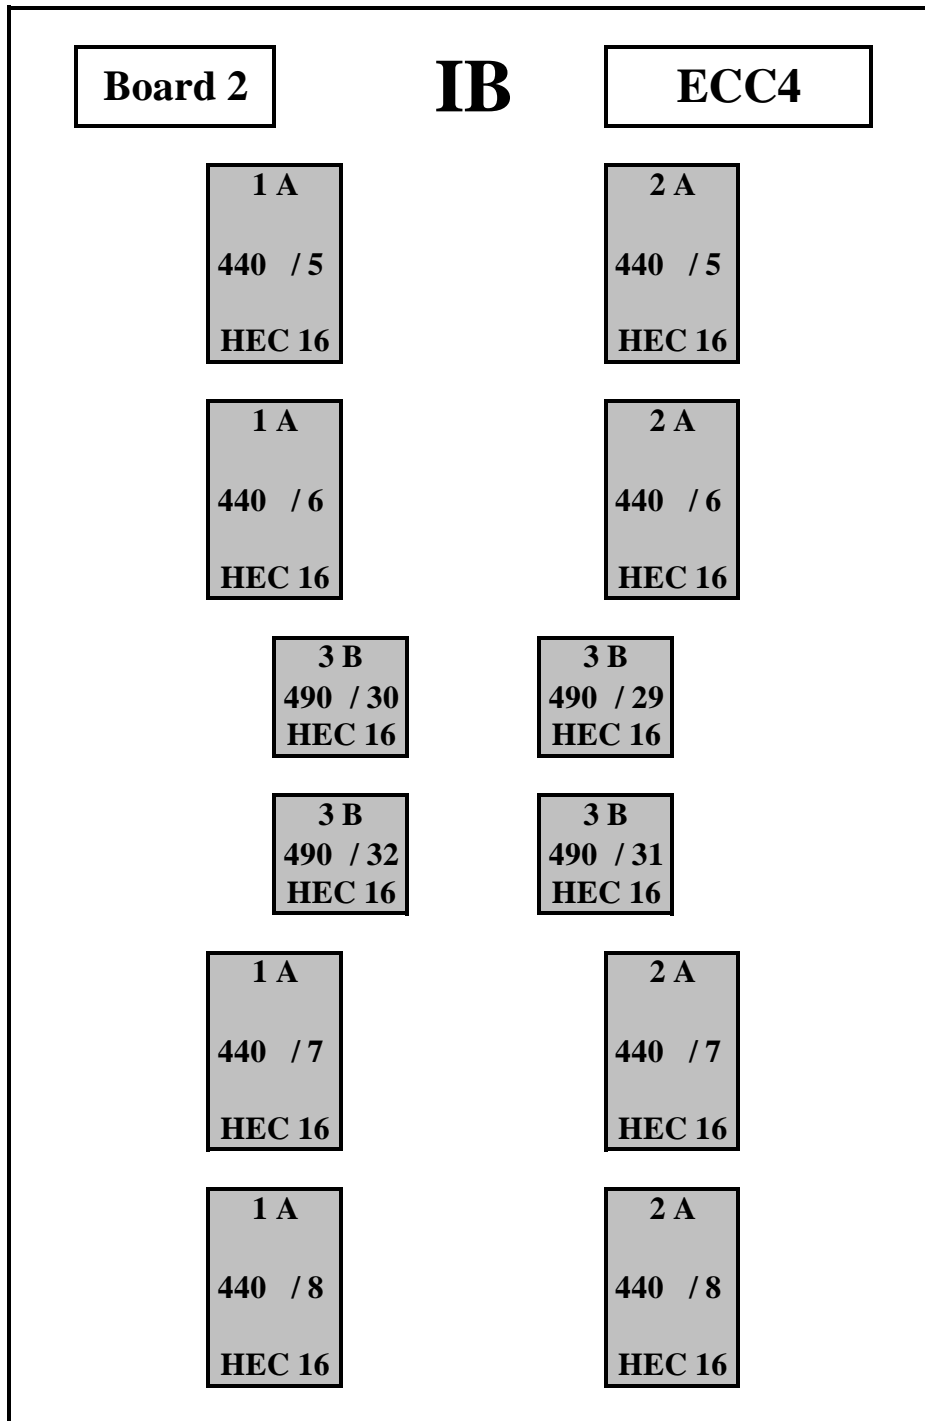 Board 2 IB ECC4
1 A
440 / 5
HEC 16
2 A
440 / 5
HEC 16
1 A
440 / 6
HEC 16
2 A
440 / 6
HEC 16
3 B
490 / 30
HEC 16
3 B
490 / 29
HEC 16
3 B
490 / 32
HEC 16
3 B
490 / 31
HEC 16
1 A
440 / 7
HEC 16
2 A
440 / 7
HEC 16
1 A
440 / 8
HEC 16
2 A
440 / 8
HEC 16